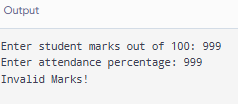 Output
Enter student marks out of 100: 999
Enter attendance percentage: 999
Invalid Marks!